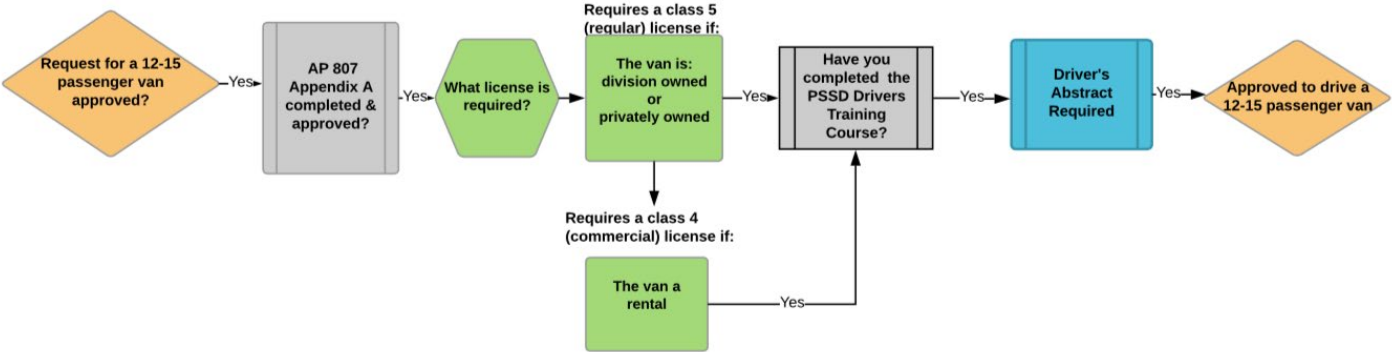 Request for a 12-15
passenger van
approved?
Yes
AP 807
Appendix A
completed &
approved?
Yes
What license is
required?
Requires a class 5
(regular) license if:
The van is:
division owned
or
privately owned
Yes
Have you
completed the
PSSD Drivers
Training
Course?
Yes
Driver's
Abstract
Required
Yes
Approved to drive a
12-15 passenger van
Requires a class 4
(commercial) license if:
The van a
rental
Yes